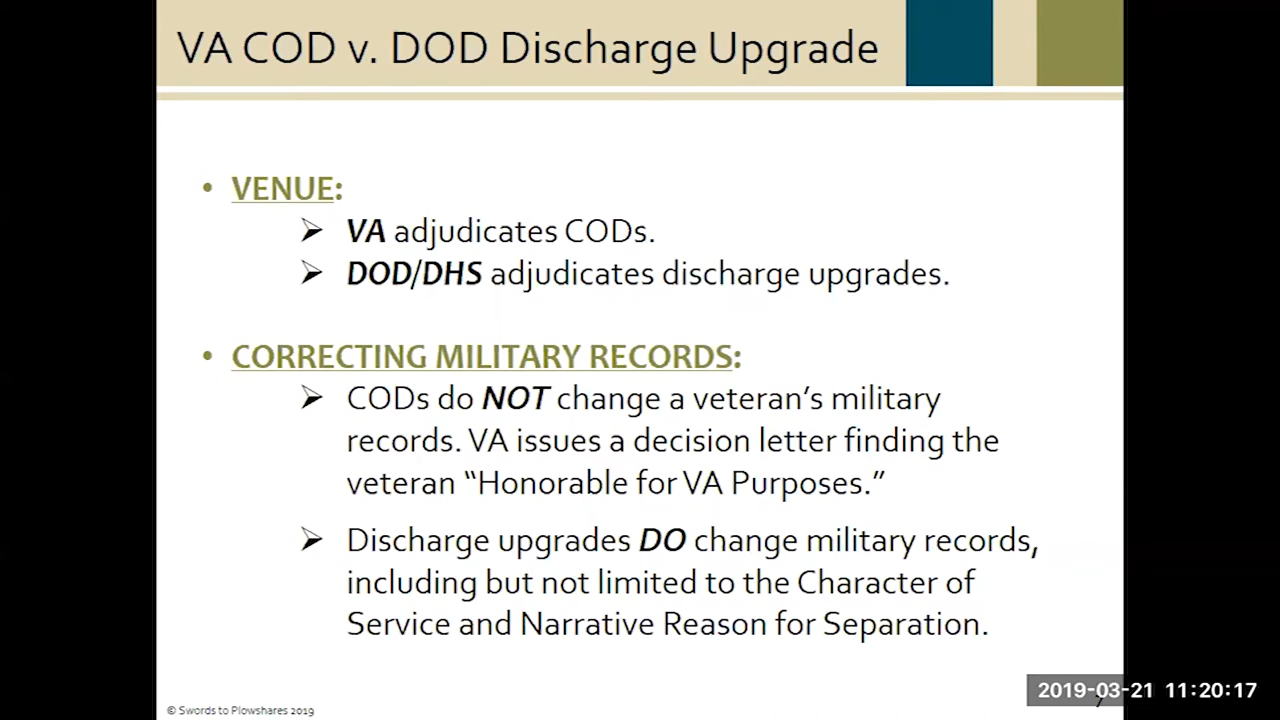 VA COD v. DOD Discharge Upgrade
• VENUE:
➢ VA adjudicates CODs.
➢ DOD/DHS adjudicates discharge upgrades.
• CORRECTING MILITARY RECORDS:
➢ CODs do NOT change a veteran’s military
records. VA issues a decision letter finding the
veteran “Honorable for VA Purposes.”
➢ Discharge upgrades DO change military records,
including but not limited to the Character of
Service and Narrative Reason for Separation.
2019-03-21 11:20:17
© Swords to Plowshares 2019